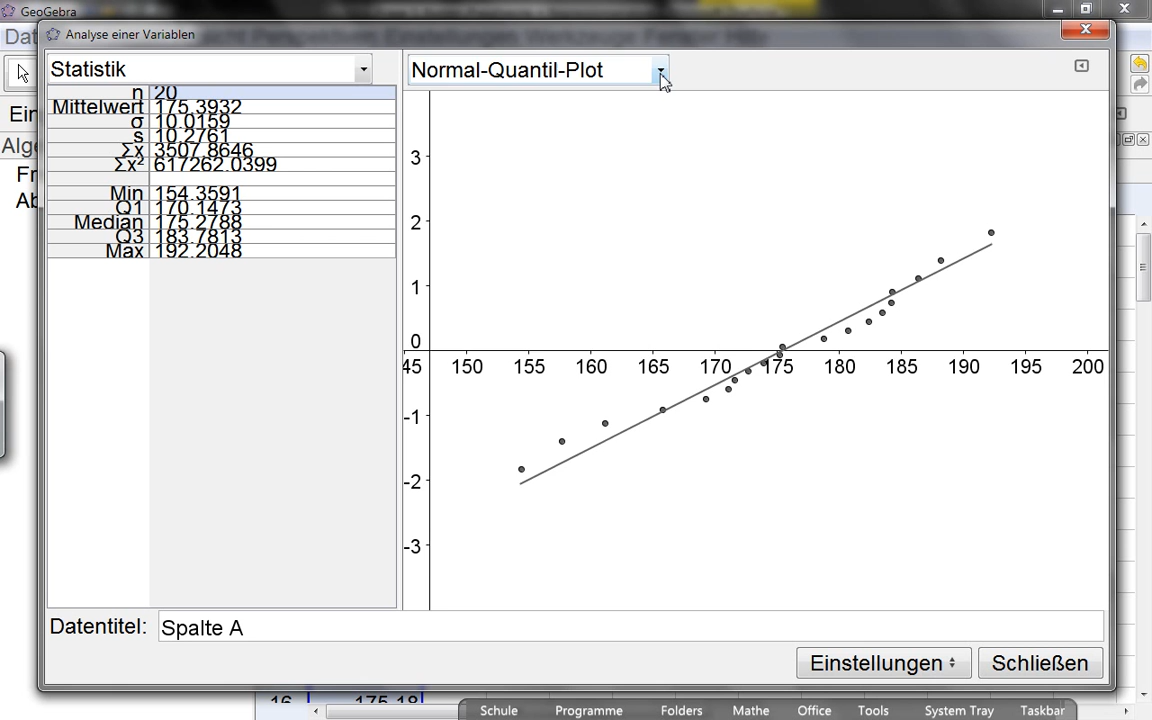 GeoGebra
Analyse einer Variablen
Statistik
Normal-Quantil-Plot
n 20
Mittelwert 175.3932
σ 10.0159
s 10.2761
Σx 3507.8646
Σx² 617262.0399
Min 154.3591
Q1 170.1473
Median 175.2788
Q3 183.7813
Max 192.2048
3
2
1
0
45 150 155 160 165 170 175 180 185 190 195 200
-1
-2
-3
Datentitel: Spalte A
Einstellungen Schließen
16 175.18
Schule Programme Folders Mathe Office Tools System Tray Taskbar